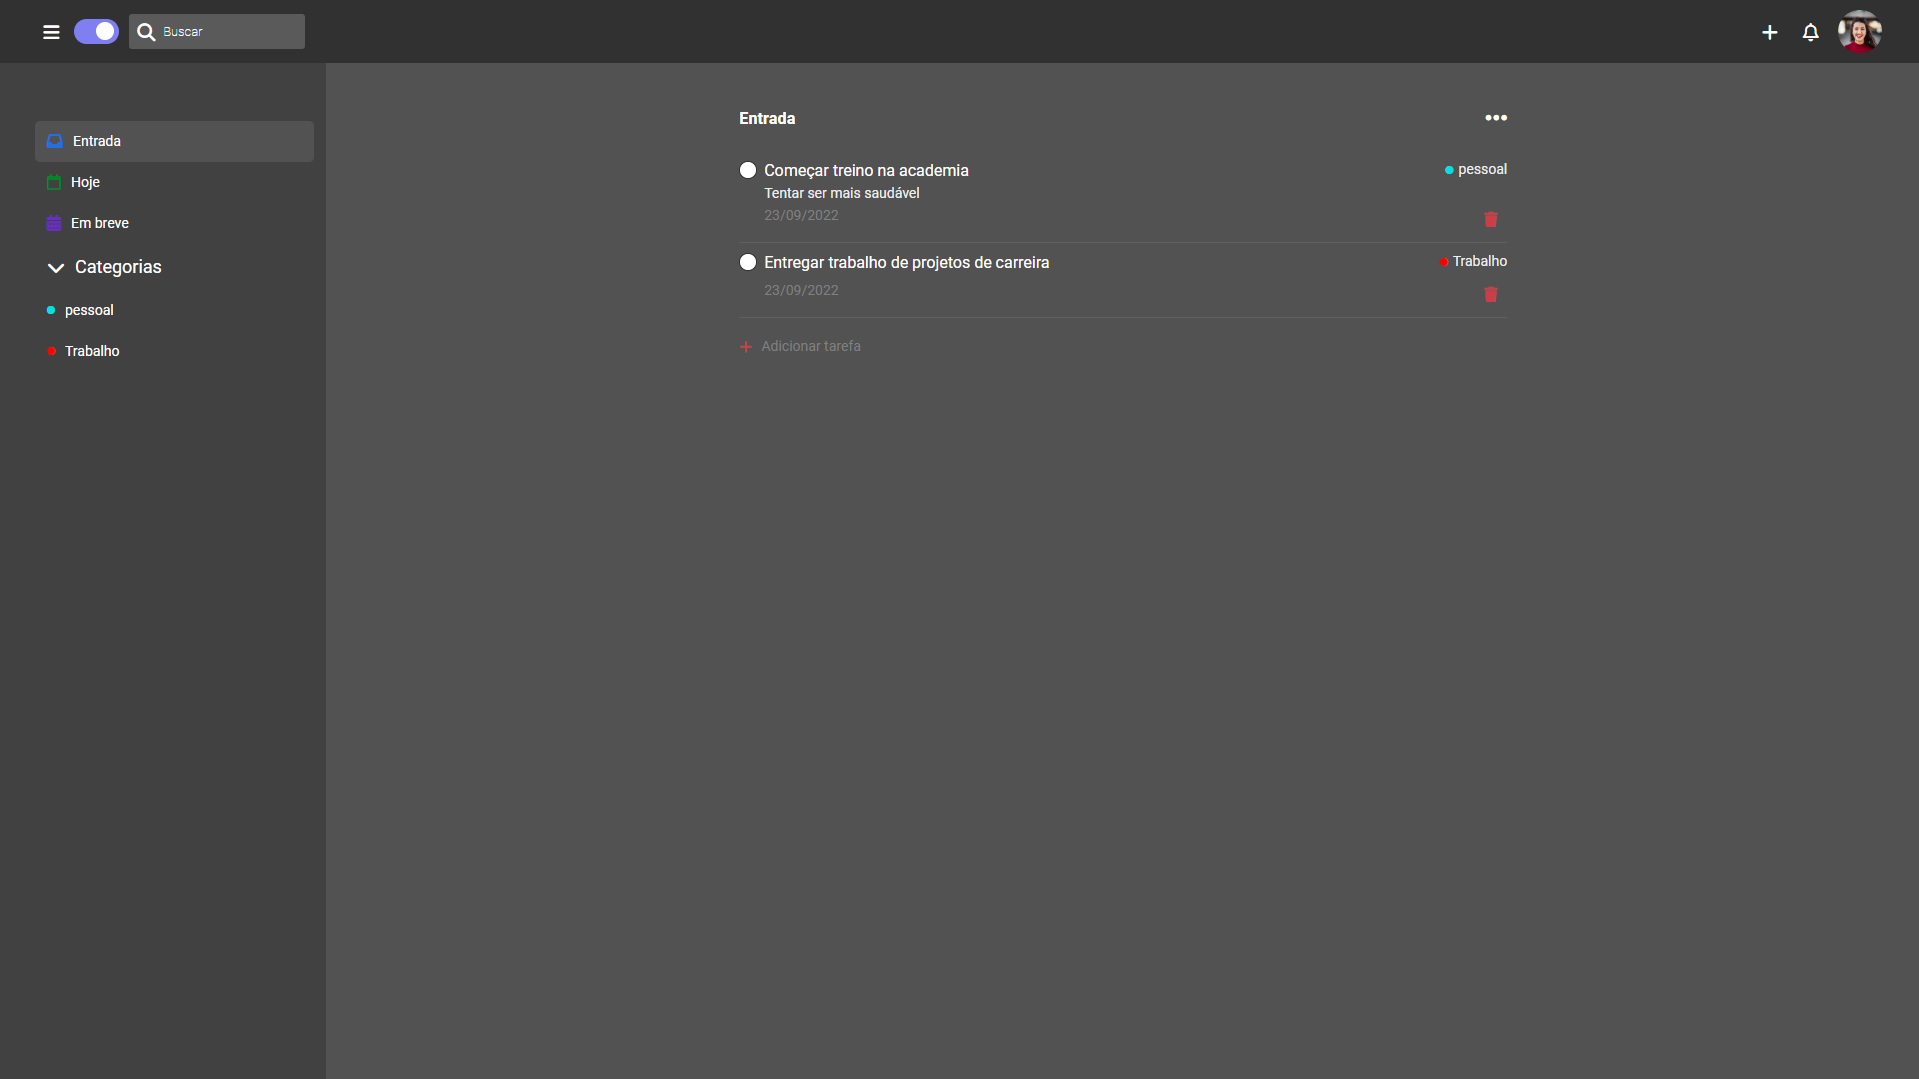 Buscar
Entrada
Hoje
Em breve
Categorias
pessoal
Trabalho
Entrada
Começar treino na academia
pessoal
Tentar ser mais saudável
23/09/2022
Entregar trabalho de projetos de carreira
Trabalho
23/09/2022
Adicionar tarefa